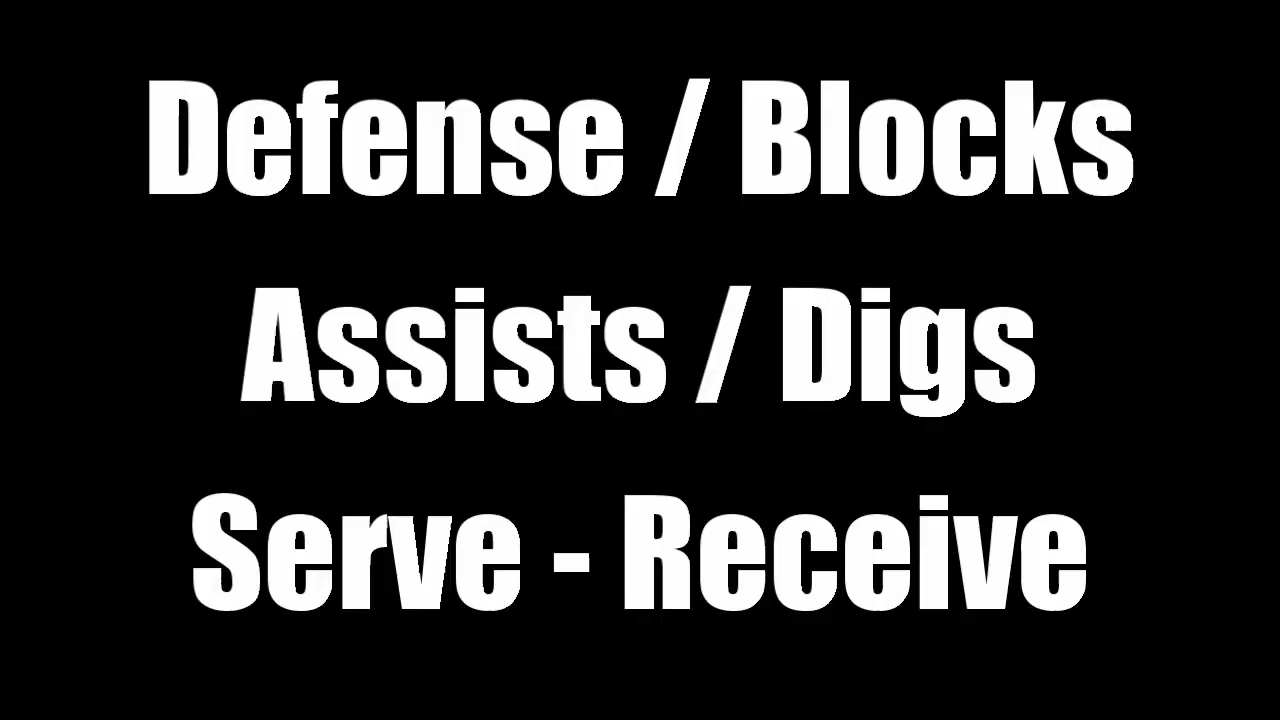 Defense / Blocks
Assists / Digs
Serve - Receive